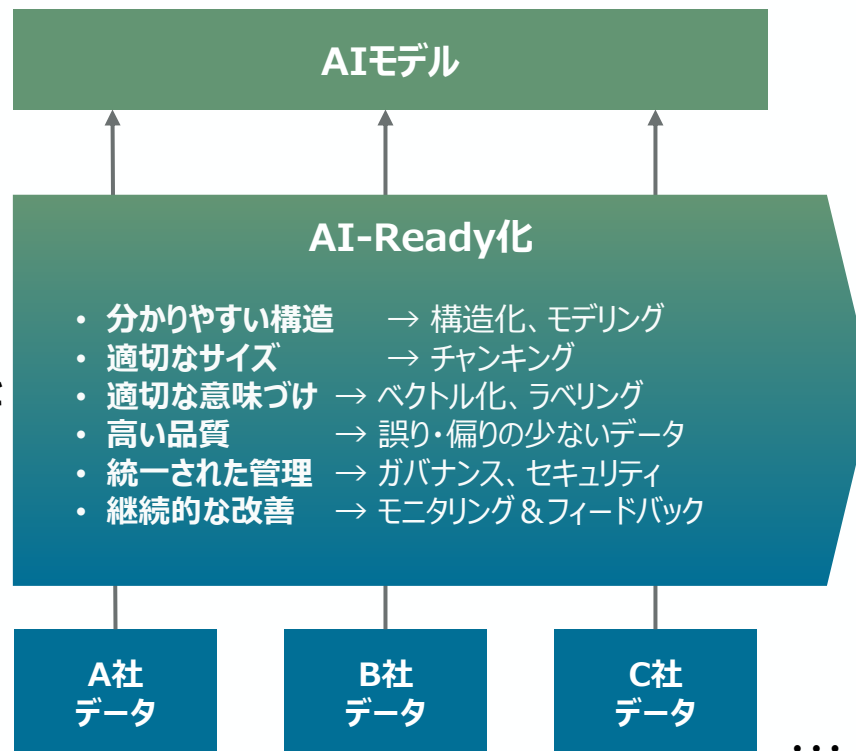 AIモデル
AI-Ready化
• 分かりやすい構造 → 構造化、モデリング
• 適切なサイズ → チャンキング
• 適切な意味づけ → ベクトル化、ラベリング
• 高い品質 → 誤り・偏りの少ないデータ
• 統一された管理 → ガバナンス、セキュリティ
• 継続的な改善 → モニタリング＆フィードバック
A社
データ
B社
データ
C社
データ
…